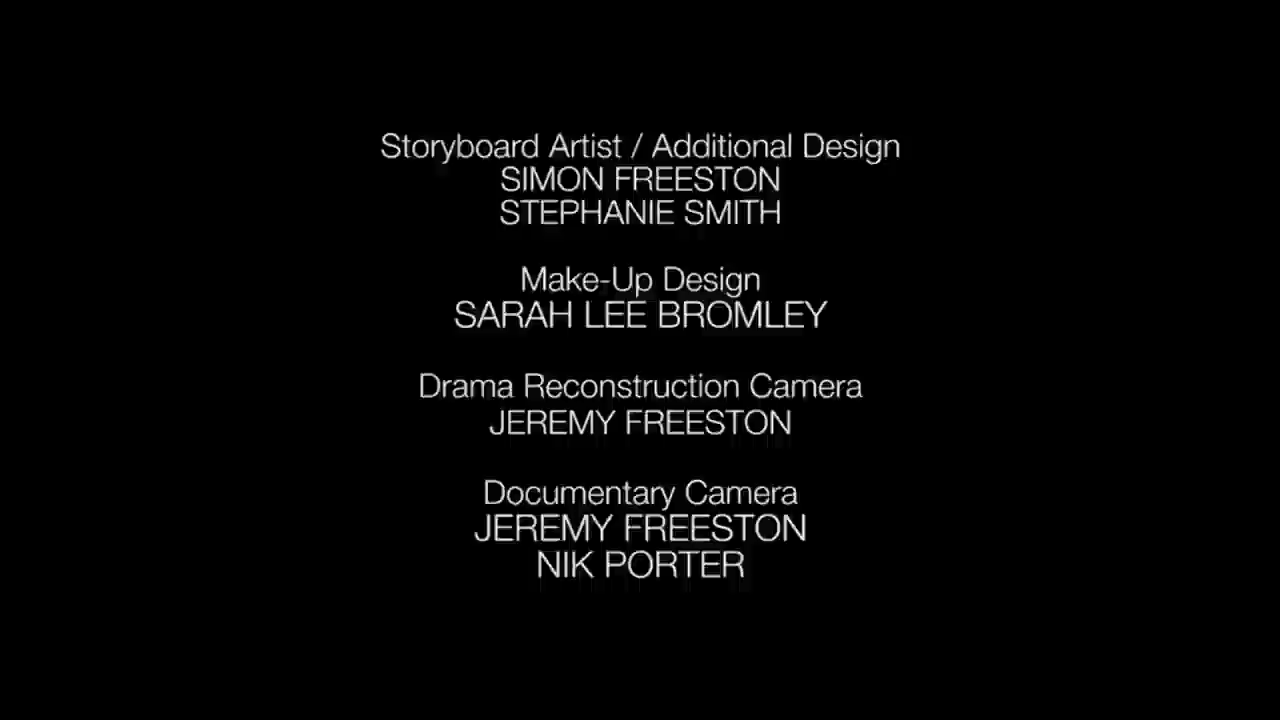 Storyboard Artist / Additional Design
SIMON FREESTON
STEPHANIE SMITH
Make-Up Design
SARAH LEE BROMLEY
Drama Reconstruction Camera
JEREMY FREESTON
Documentary Camera
JEREMY FREESTON
NIK PORTER